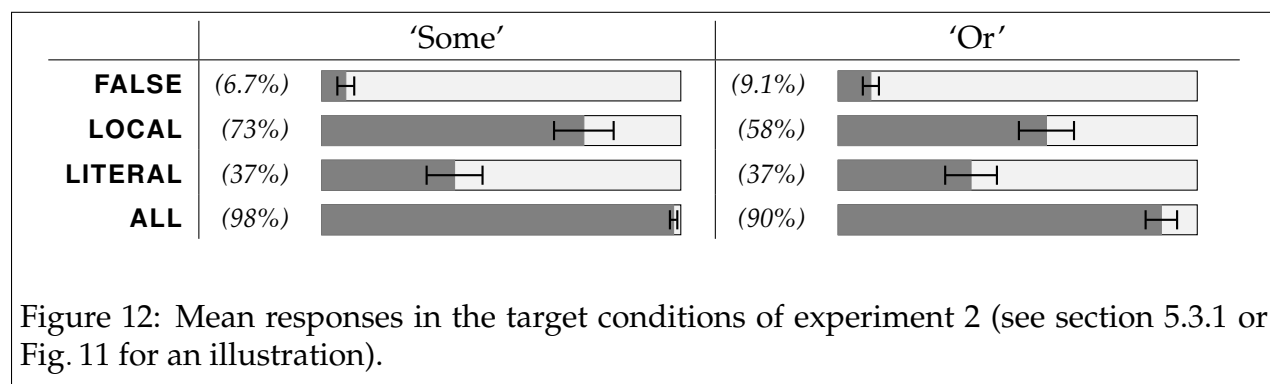 ‘Some’ ‘Or’
FALSE (6.7%) (9.1%)
LOCAL (73%) (58%)
LITERAL (37%) (37%)
ALL (98%) (90%)
Figure 12: Mean responses in the target conditions of experiment 2 (see section 5.3.1 or
Fig. 11 for an illustration).